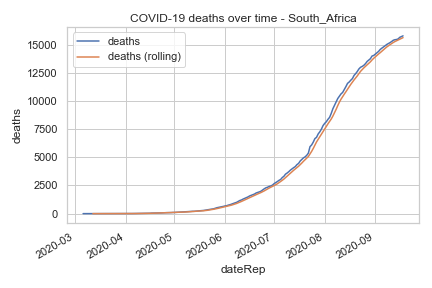 COVID-19 deaths over time - South_Africa
deaths
deaths (rolling)
deaths
15000
12500
10000
7500
5000
2500
0
2020-03
2020-04
2020-05
2020-06
2020-07
2020-08
2020-09
dateRep